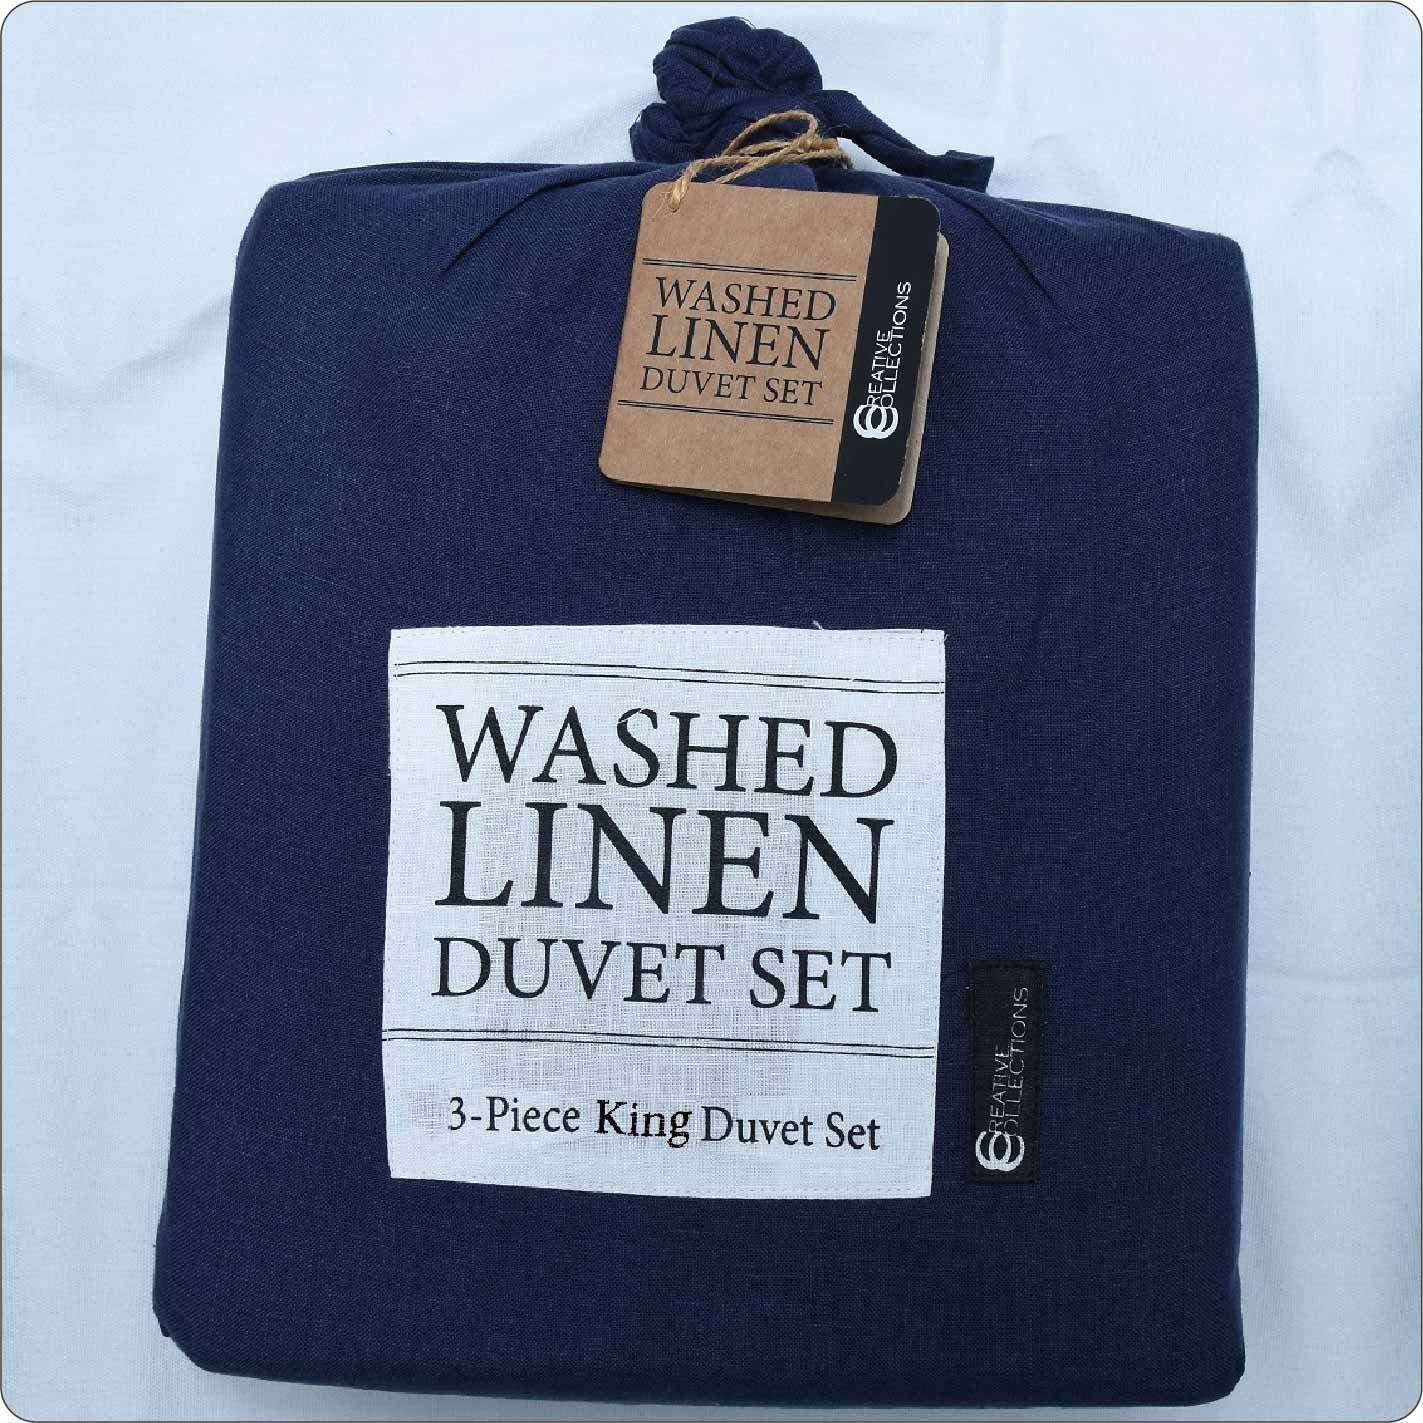 WASHED
LINEN
DUVET SET
CREATIVE
COLLECTIONS
WASHED
LINEN
DUVET SET
3-Piece King Duvet Set
CREATIVE
COLLECTIONS